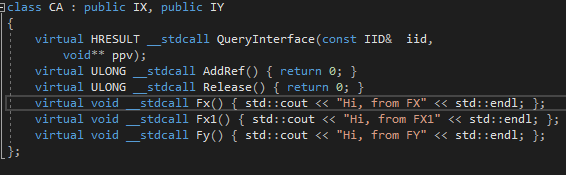 class CA : public IX, public IY
{
virtual HRESULT __stdcall QueryInterface(const IID&  iid,
void** ppv);
virtual ULONG __stdcall AddRef() { return 0; }
virtual ULONG __stdcall Release() { return 0; }
virtual void __stdcall Fx() { std::cout << "Hi, from FX" << std::endl; };
virtual void __stdcall Fx1() { std::cout << "Hi, from FX1" << std::endl; };
virtual void __stdcall Fy() { std::cout << "Hi, from FY" << std::endl; };
};